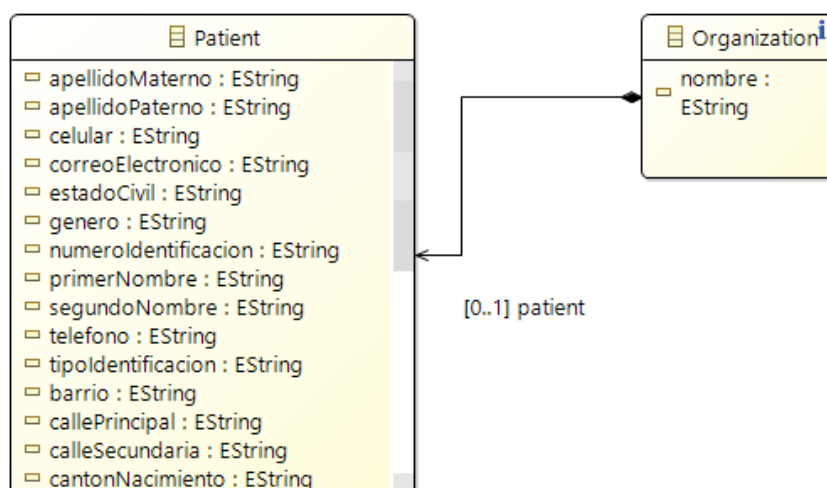 Patient
apellidoMaterno : EString
apellidoPaterno : EString
celular : EString
correoElectronico : EString
estadoCivil : EString
genero : EString
numeroIdentificacion : EString
primerNombre : EString
segundoNombre : EString
telefono : EString
tipoIdentificacion : EString
barrio : EString
callePrincipal : EString
calleSecundaria : EString
cantonNacimiento : EString
[0..1] patient
Organization
nombre :
EString